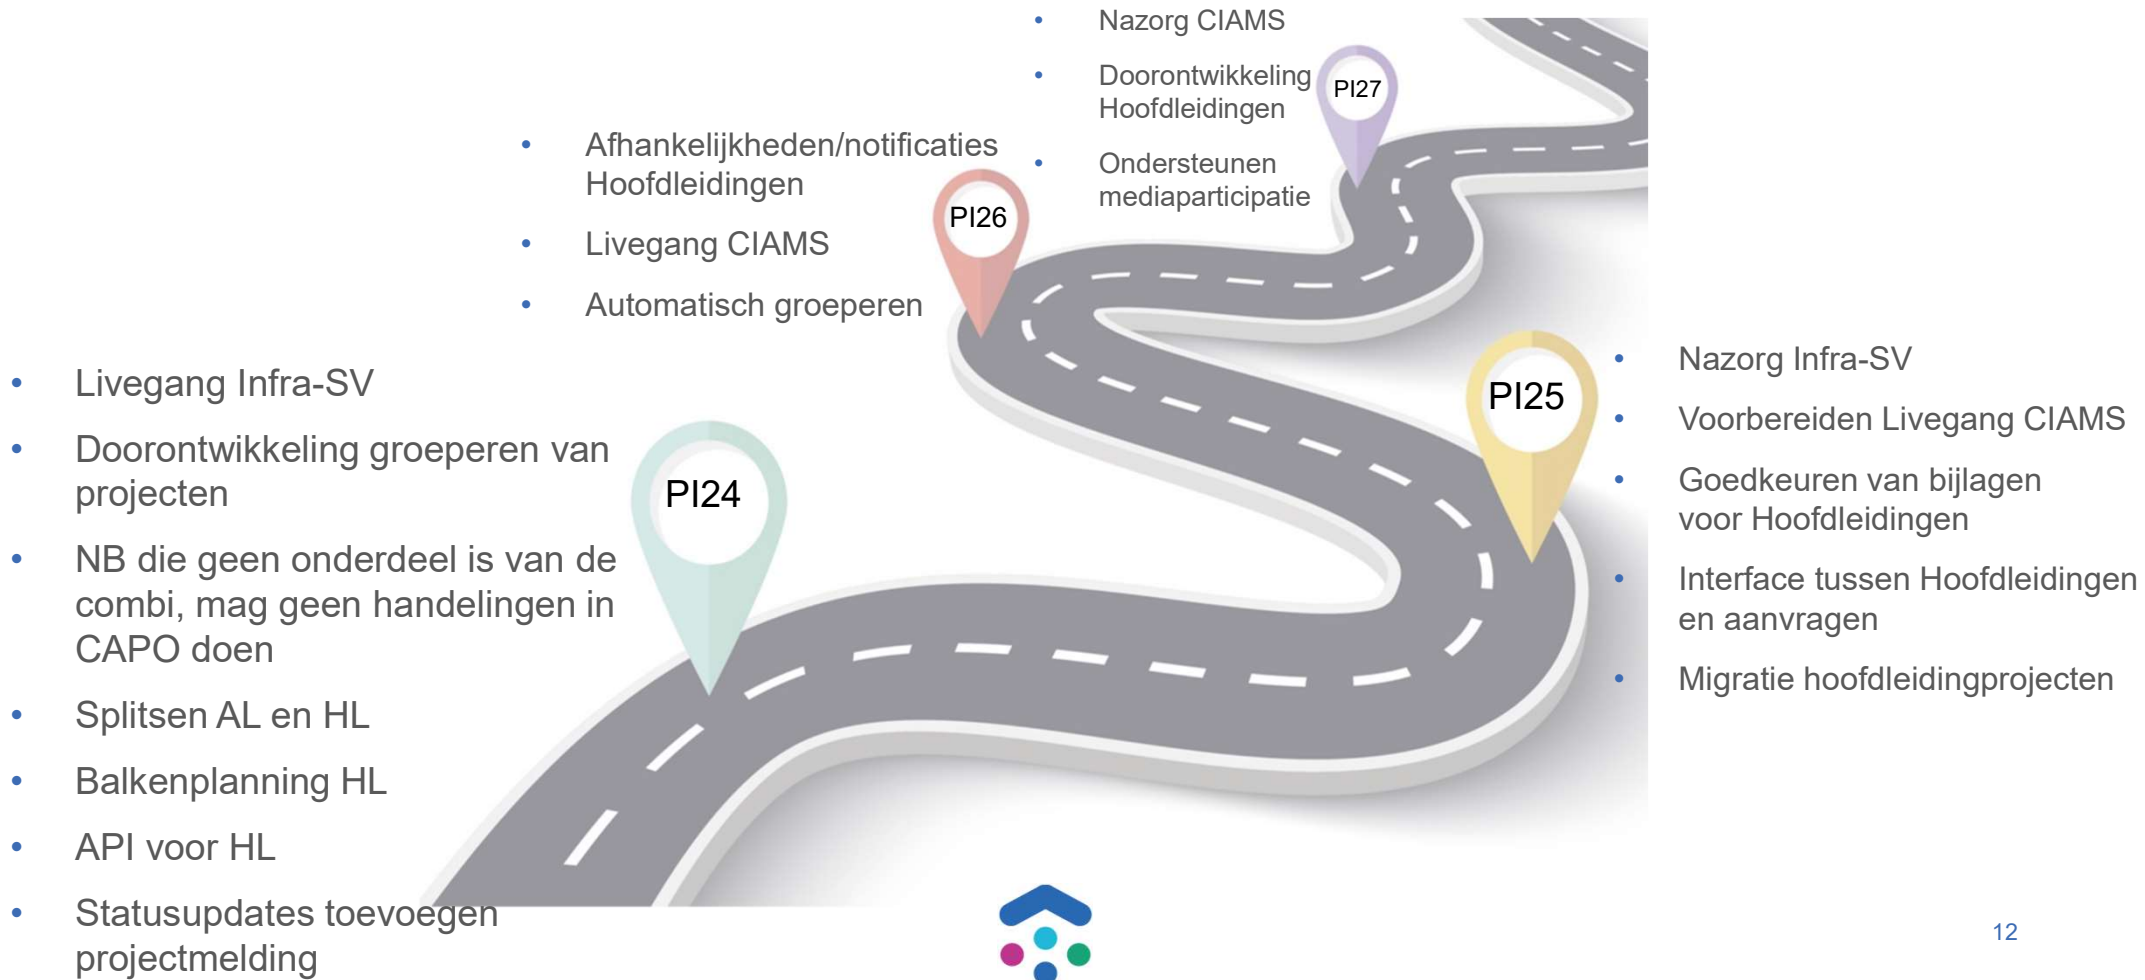 • Nazorg CIAMS
• Doorontwikkeling
Hoofdleidingen
• Ondersteunen
mediaparticipatie
PI27
• Afhankelijkheden/notificaties
Hoofdleidingen
• Livegang CIAMS
• Automatisch groeperen
PI26
• Livegang Infra-SV
• Doorontwikkeling groeperen van
projecten
• NB die geen onderdeel is van de
combi, mag geen handelingen in
CAPO doen
• Splitsen AL en HL
• Balkenplanning HL
• API voor HL
• Statusupdates toevoegen
projectmelding
PI24
PI25
• Nazorg Infra-SV
• Voorbereiden Livegang CIAMS
• Goedkeuren van bijlagen
voor Hoofdleidingen
• Interface tussen Hoofdleidingen
en aanvragen
• Migratie hoofdleidingprojecten
12